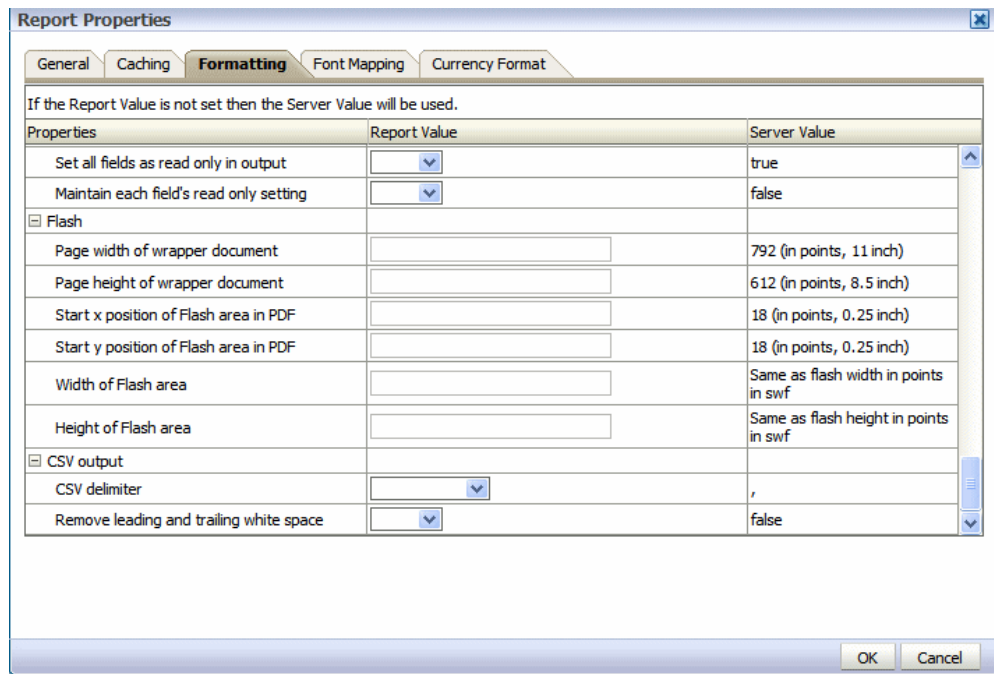 Report Properties
General Caching Formatting Font Mapping Currency Format
If the Report Value is not set then the Server Value will be used.
Properties Report Value Server Value
Set all fields as read only in output true
Maintain each field's read only setting false
Flash
Page width of wrapper document 792 (in points, 11 inch)
Page height of wrapper document 612 (in points, 8.5 inch)
Start x position of Flash area in PDF 18 (in points, 0.25 inch)
Start y position of Flash area in PDF 18 (in points, 0.25 inch)
Width of Flash area Same as flash width in points
in swf
Height of Flash area Same as flash height in points
in swf
CSV output
CSV delimiter ,
Remove leading and trailing white space false
OK Cancel